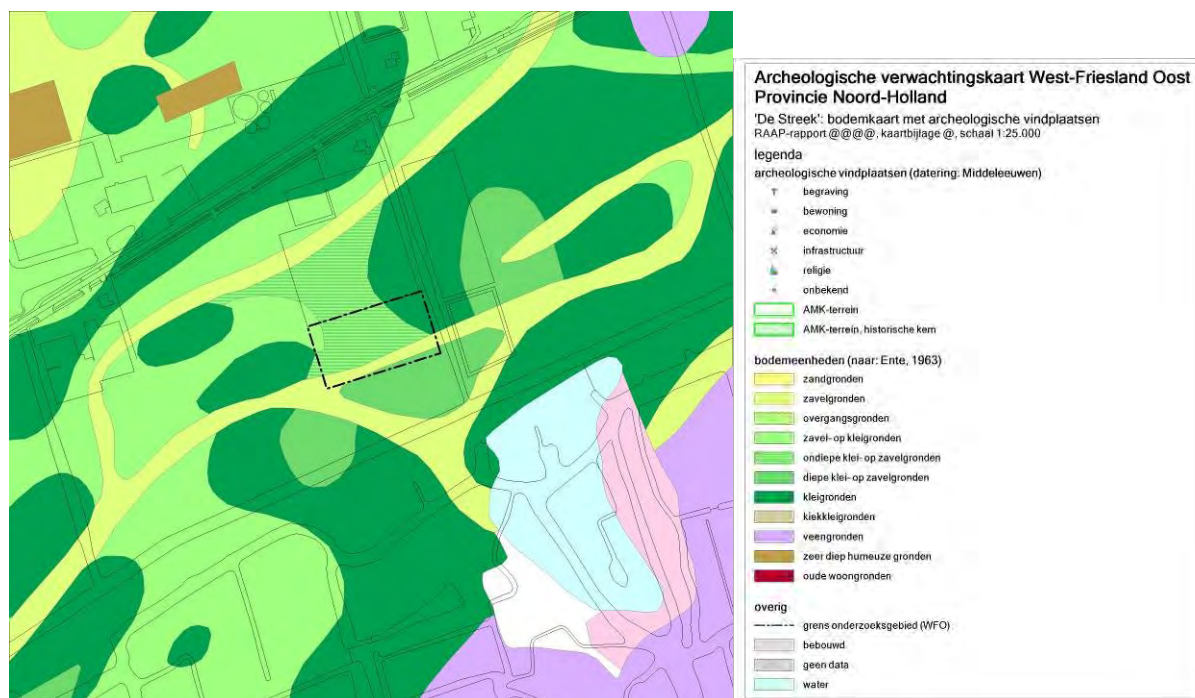 Archeologische verwachtingskaart West-Friesland Oost
Provincie Noord-Holland
'De Streek': bodemkaart met archeologische vindplaatsen
RAAP-rapport @@@@, kaartbijlage @, schaal 1:25.000
legenda
archeologische vindplaatsen (datering: Middeleeuwen)
begraving
bewoning
economie
infrastructuur
religie
onbekend
AMK-terrein
AMK-terrein, historische kern
bodemeenheden (naar: Ente, 1963)
zandgronden
zavelgronden
overgangsgronden
zavel- op kleigronden
ondiepe klei- op zavelgronden
diepe klei- op zavelgronden
kleigronden
kiekkleigronden
veengronden
zeer diep humeuze gronden
oude woongronden
overig
grens onderzoeksgebied (WFO)
bebouwd
geen data
water